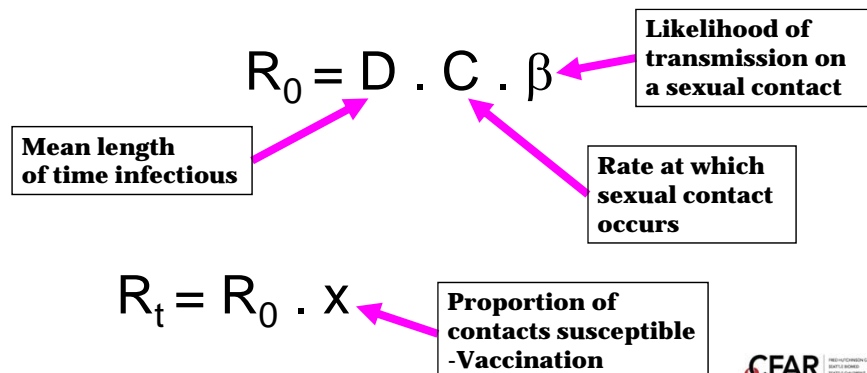 Likelihood of
transmission on
a sexual contact
R0 = D . C . β
Mean length
of time infectious
Rate at which
sexual contact
occurs
Rt = R0 . x
Proportion of
contacts susceptible
-Vaccination
CFAR